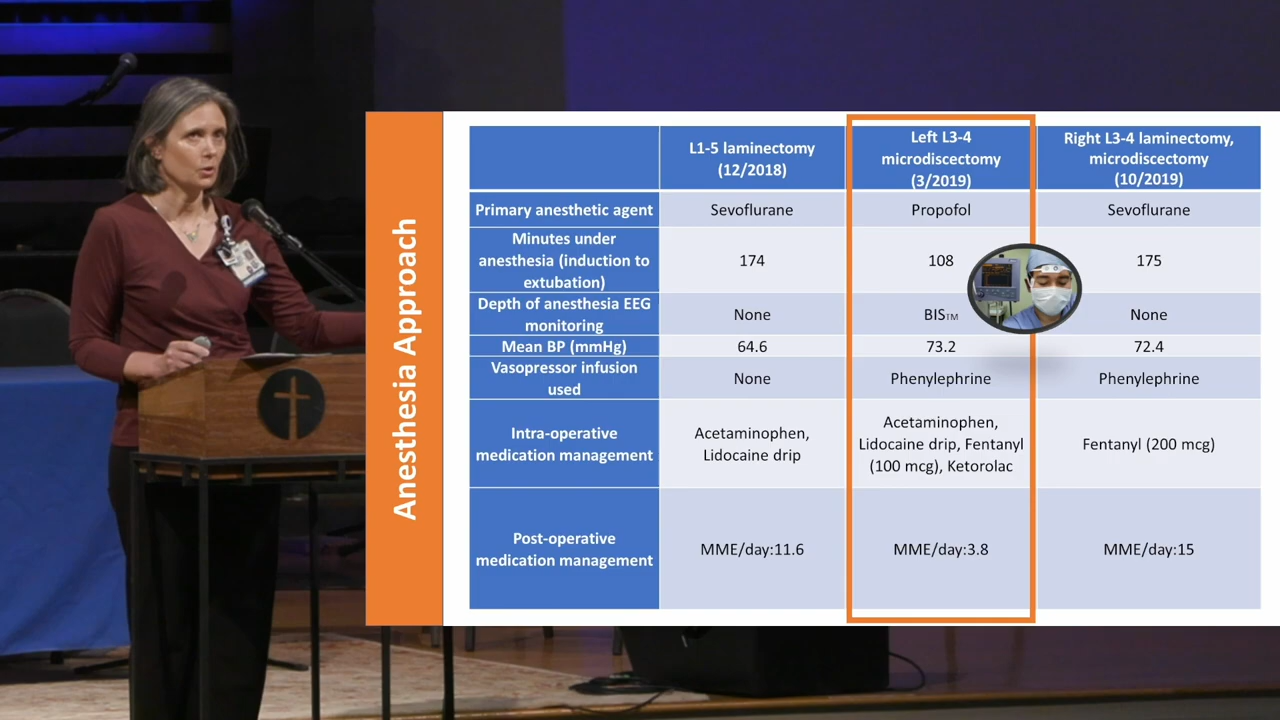 Anesthesia Approach
L1-5 laminectomy
(12/2018)
Left L3-4
microdiscectomy
(3/2019)
Right L3-4 laminectomy,
microdiscectomy
(10/2019)
Primary anesthetic agent
Sevoflurane
Propofol
Sevoflurane
Minutes under
anesthesia (induction to
extubation)
174
108
175
Depth of anesthesia EEG
monitoring
None
BIS™
None
Mean BP (mmHg)
64.6
73.2
72.4
Vasopressor infusion
used
None
Phenylephrine
Phenylephrine
Intra-operative
medication management
Acetaminophen,
Lidocaine drip
Acetaminophen,
Lidocaine drip, Fentanyl
(100 mcg), Ketorolac
Fentanyl (200 mcg)
Post-operative
medication management
MME/day:11.6
MME/day:3.8
MME/day:15